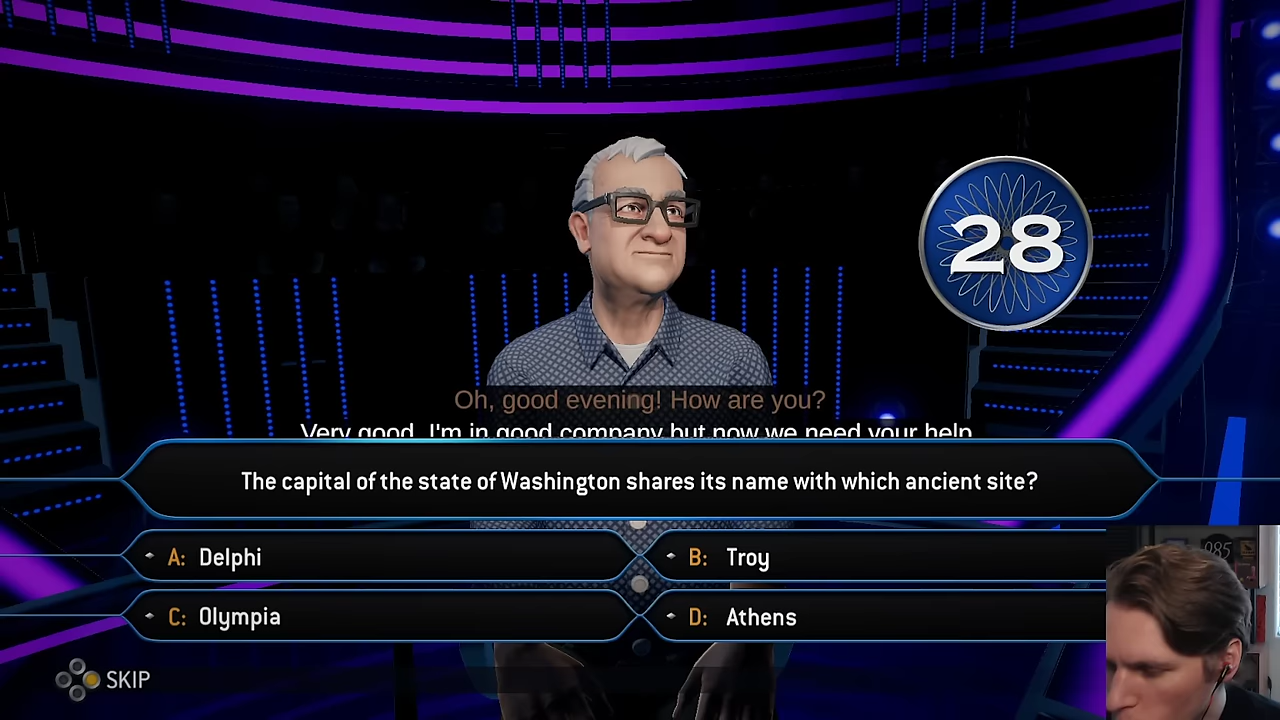 28
Oh, good evening! How are you?
Very good, I'm in good company but now we need your help
The capital of the state of Washington shares its name with which ancient site?
A: Delphi
B: Troy
C: Olympia
D: Athens
985
SKIP